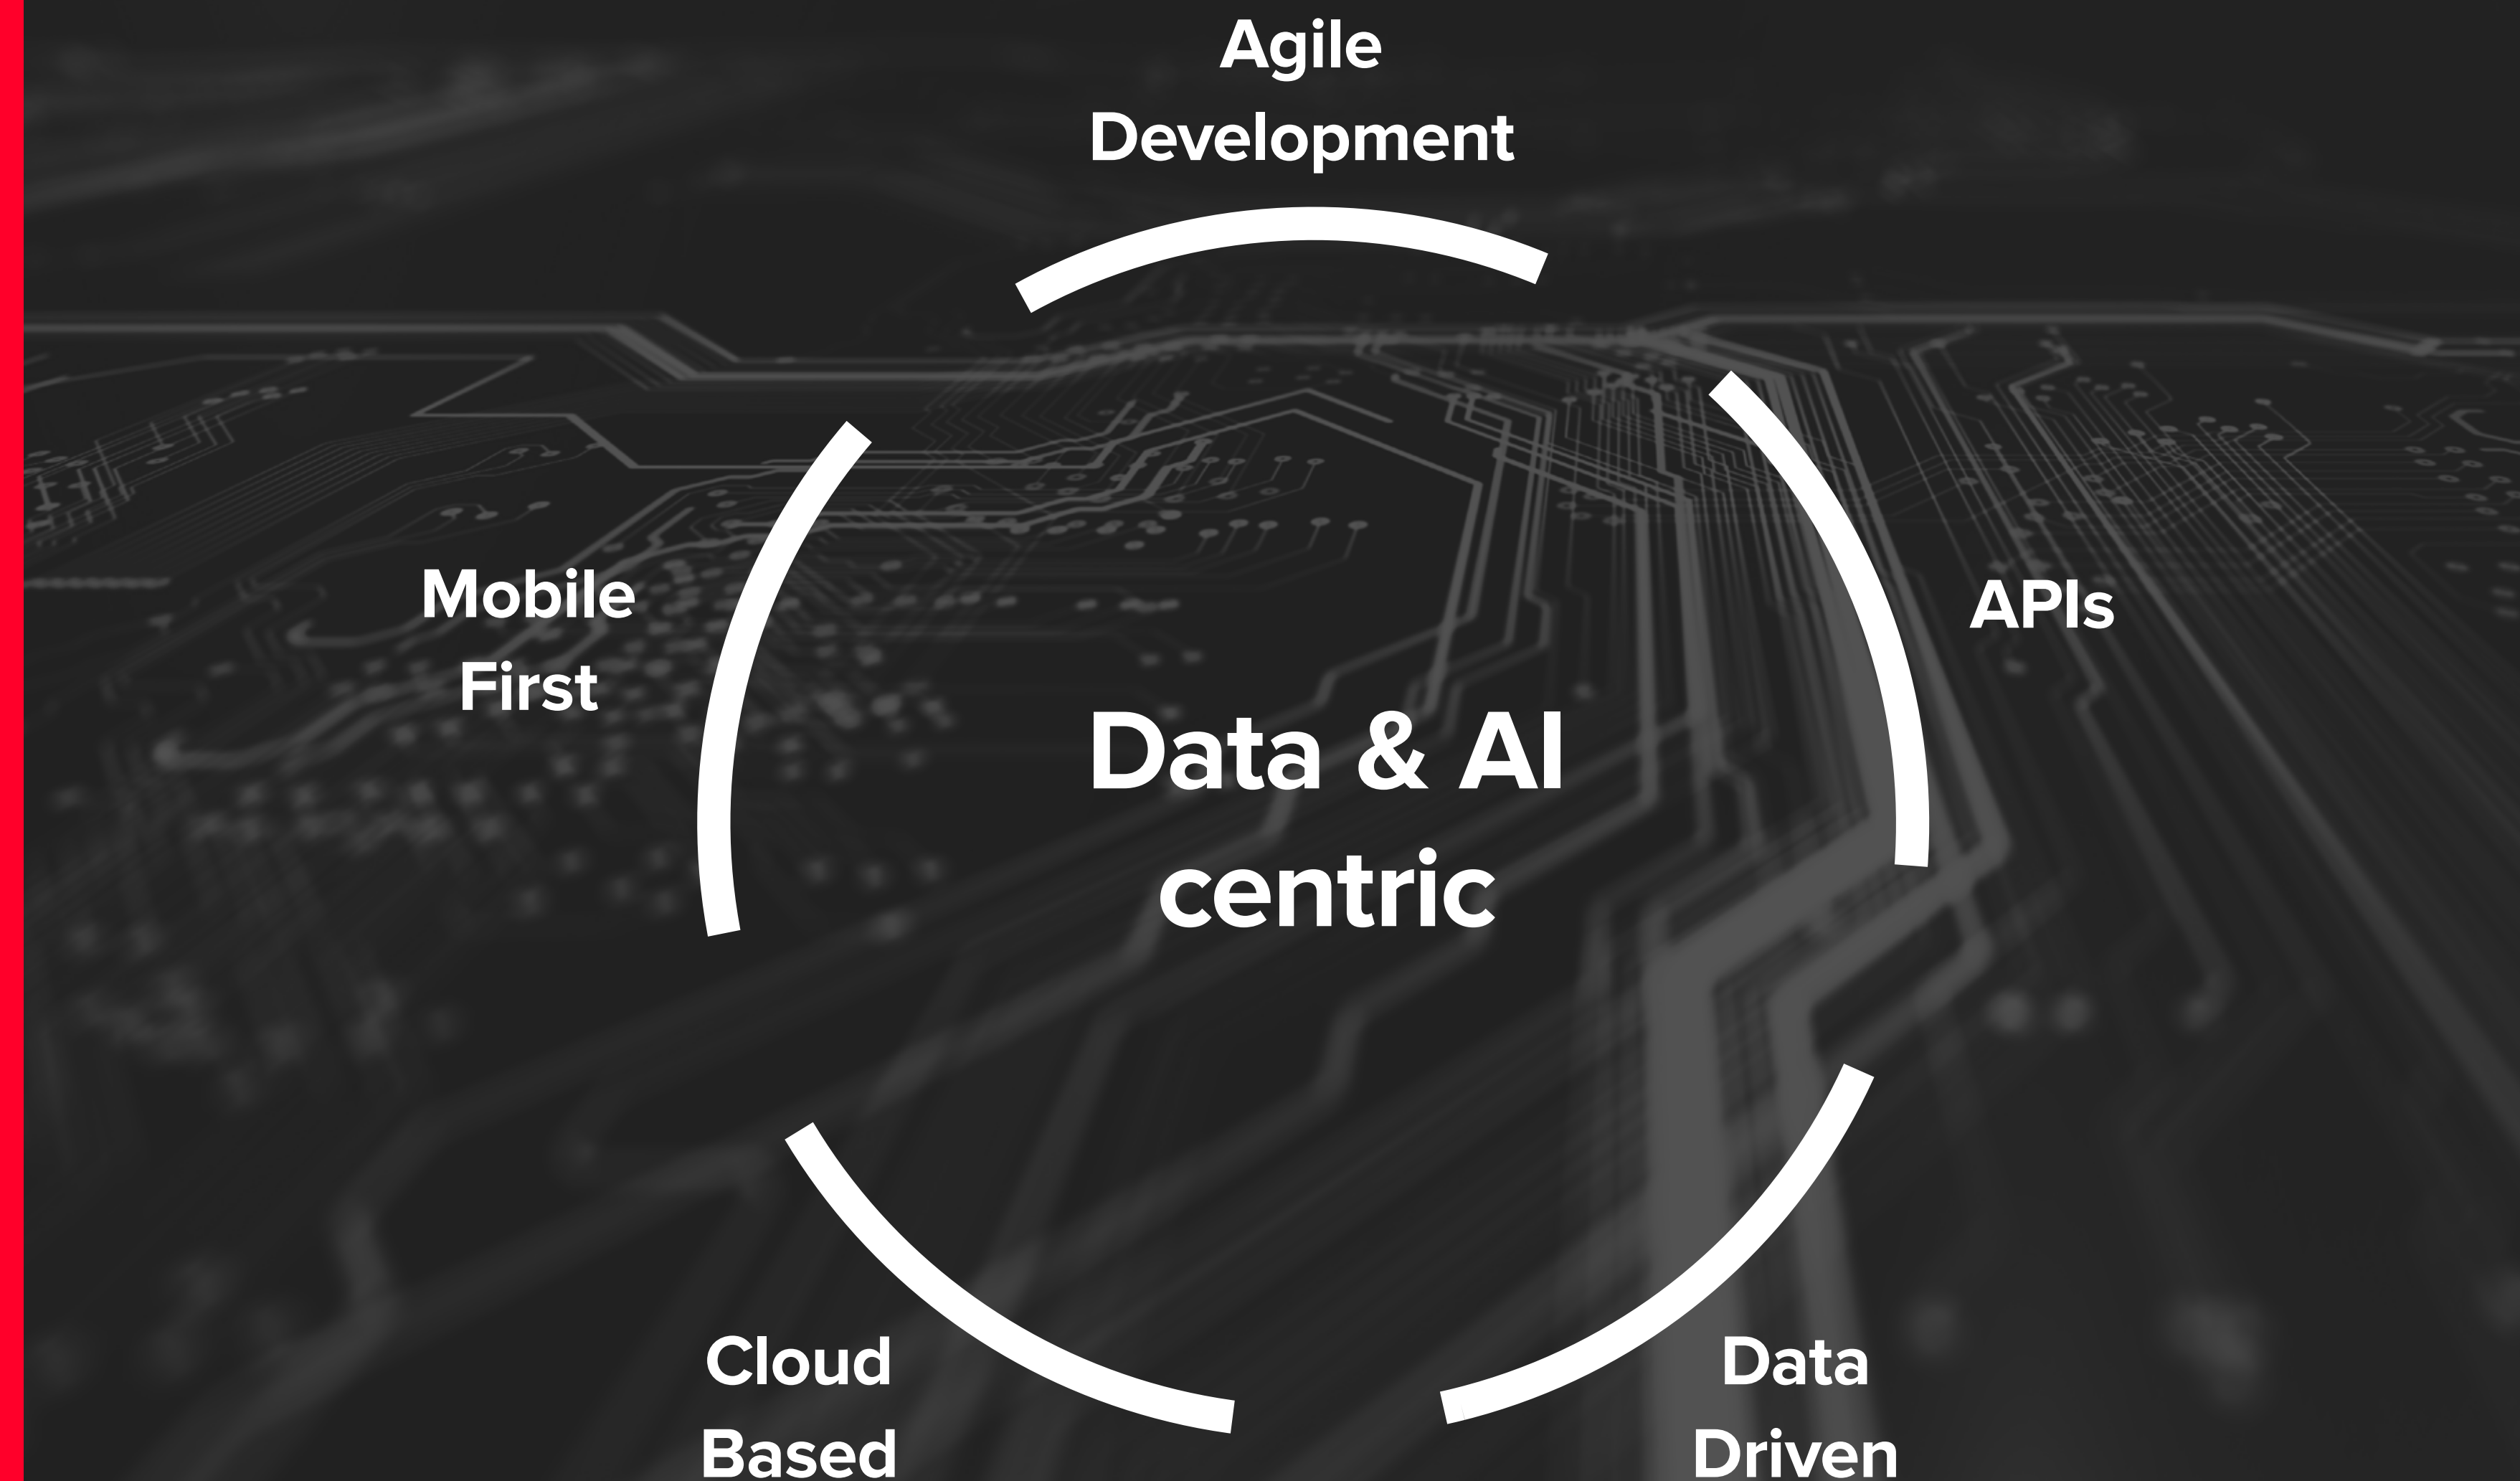 Agile
Development
Mobile
First
APIs
Data & AI
centric
Cloud
Based
Data
Driven